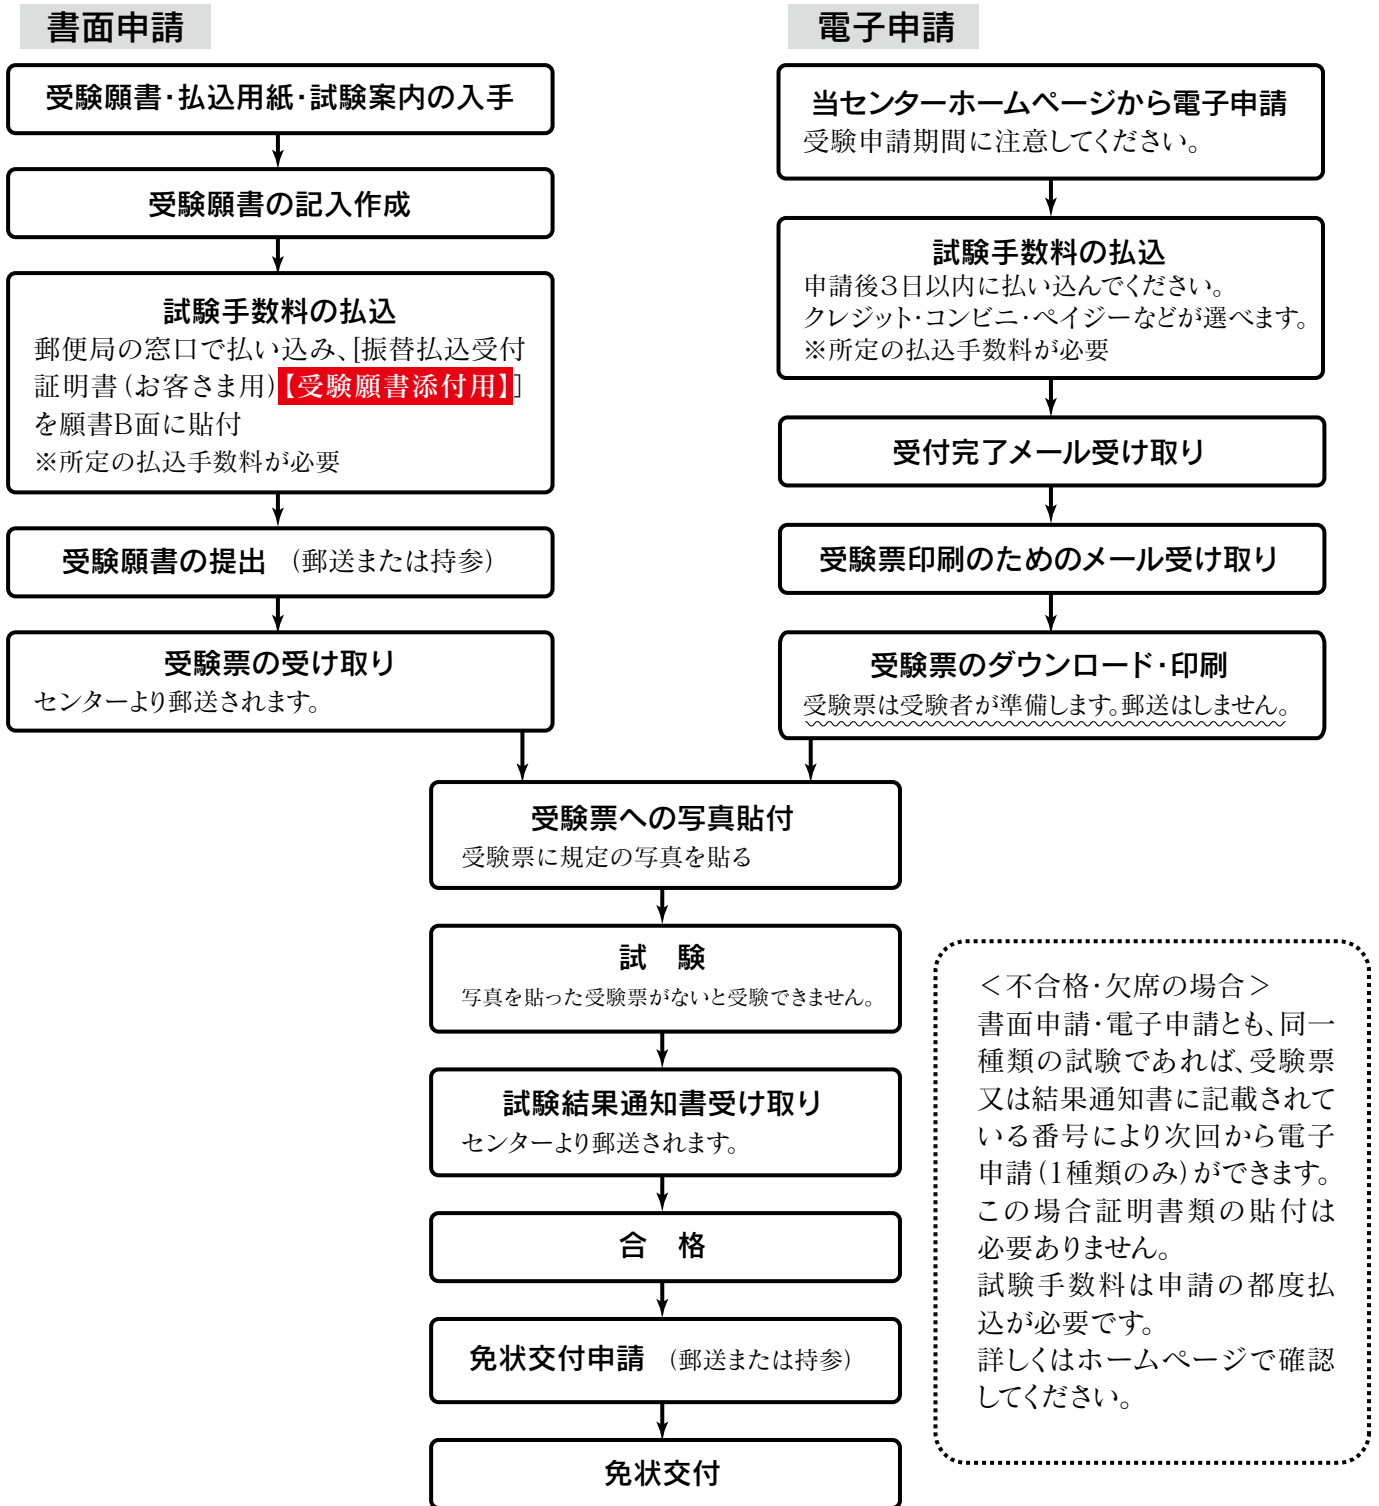 書面申請
受験願書・払込用紙・試験案内の入手
受験願書の記入作成
試験手数料の払込
郵便局の窓口で払い込み、[振替払込受付
証明書(お客さま用)【受験願書添付用】]
を願書B面に貼付
※所定の払込手数料が必要
受験願書の提出 (郵送または持参)
受験票の受け取り
センターより郵送されます。
電子申請
当センターホームページから電子申請
受験申請期間に注意してください。
試験手数料の払込
申請後3日以内に払い込んでください。
クレジット・コンビニ・ペイジーなどが選べます。
※所定の払込手数料が必要
受付完了メール受け取り
受験票印刷のためのメール受け取り
受験票のダウンロード・印刷
受験票は受験者が準備します。郵送はしません。
受験票への写真貼付
受験票に規定の写真を貼る
試 験
写真を貼った受験票がないと受験できません。
試験結果通知書受け取り
センターより郵送されます。
合 格
免状交付申請 (郵送または持参)
免状交付
＜不合格・欠席の場合＞
書面申請・電子申請とも、同一
種類の試験であれば、受験票
又は結果通知書に記載されて
いる番号により次回から電子
申請(1種類のみ)ができます。
この場合証明書類の貼付は
必要ありません。
試験手数料は申請の都度払
込が必要です。
詳しくはホームページで確認
してください。